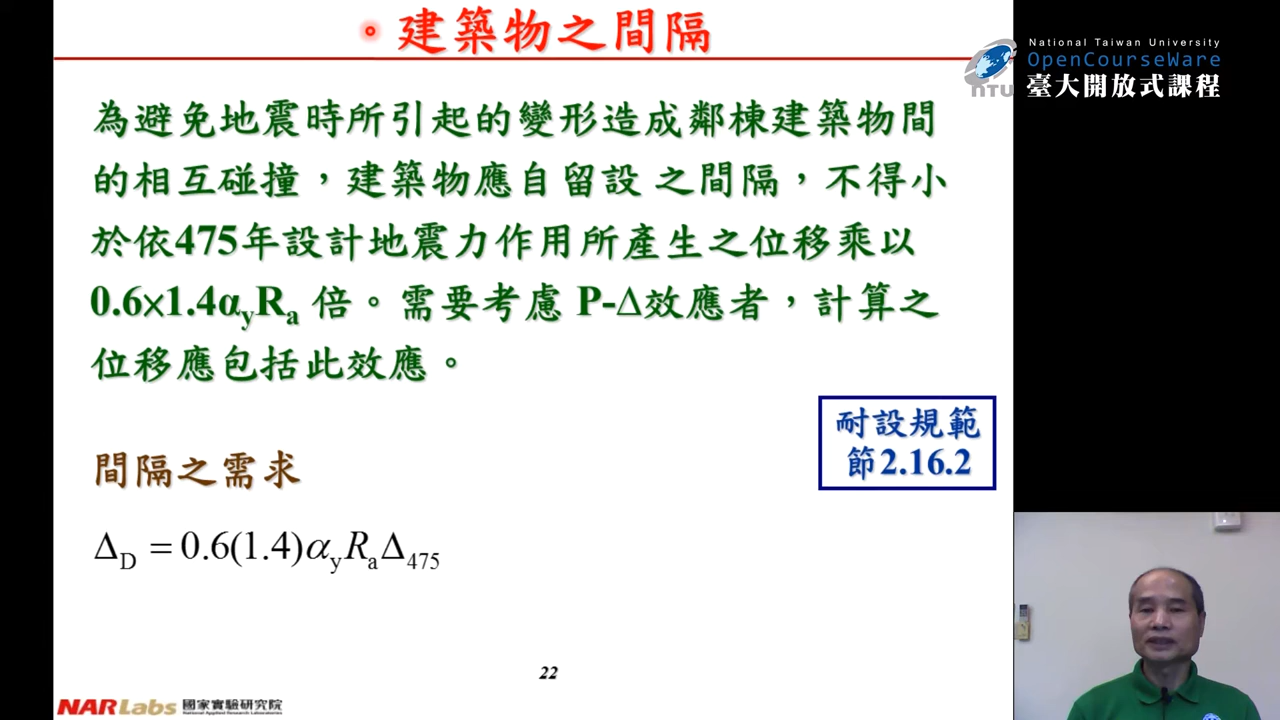 建築物之間隔
National Taiwan University
OpenCourseWare
臺大開放式課程
NTU
為避免地震時所引起的變形造成鄰棟建築物間
的相互碰撞，建築物應自留設 之間隔，不得小
於依475年設計地震力作用所產生之位移乘以
0.6×1.4αyRa 倍。需要考慮 P-Δ效應者，計算之
位移應包括此效應。
耐設規範
節2.16.2
間隔之需求
ΔD = 0.6(1.4)αyRaΔ475
22
NARLabs 國家實驗研究院
National Applied Research Laboratories